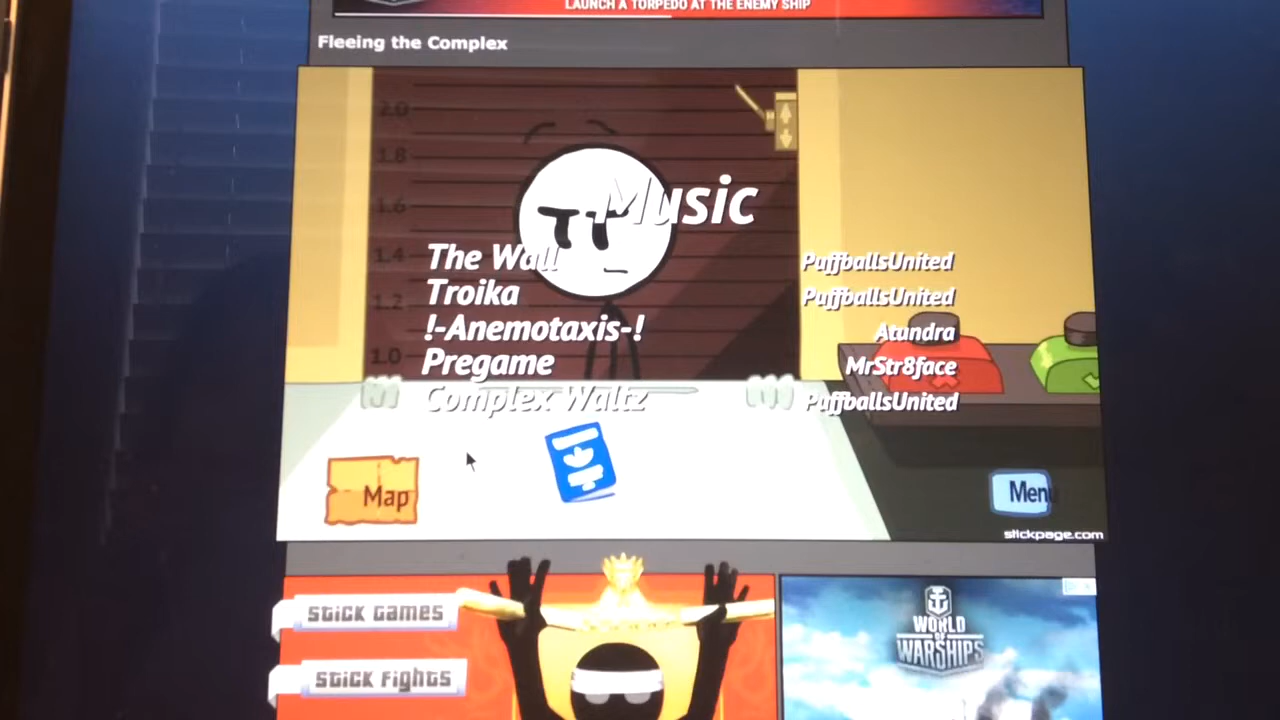 LAUNCH A TORPEDO AT THE ENEMY SHIP
Fleeing the Complex
2.0
1.8
1.6
1.4
1.2
1.0
Music
The Wall PuffballsUnited
Troika PuffballsUnited
!-Anemotaxis-! Atundra
Pregame MrStr8face
Complex Waltz PuffballsUnited
Map
Menu
stickpage.com
STICK GAMES
STICK FIGHTS
WORLD
OF
WARSHIPS